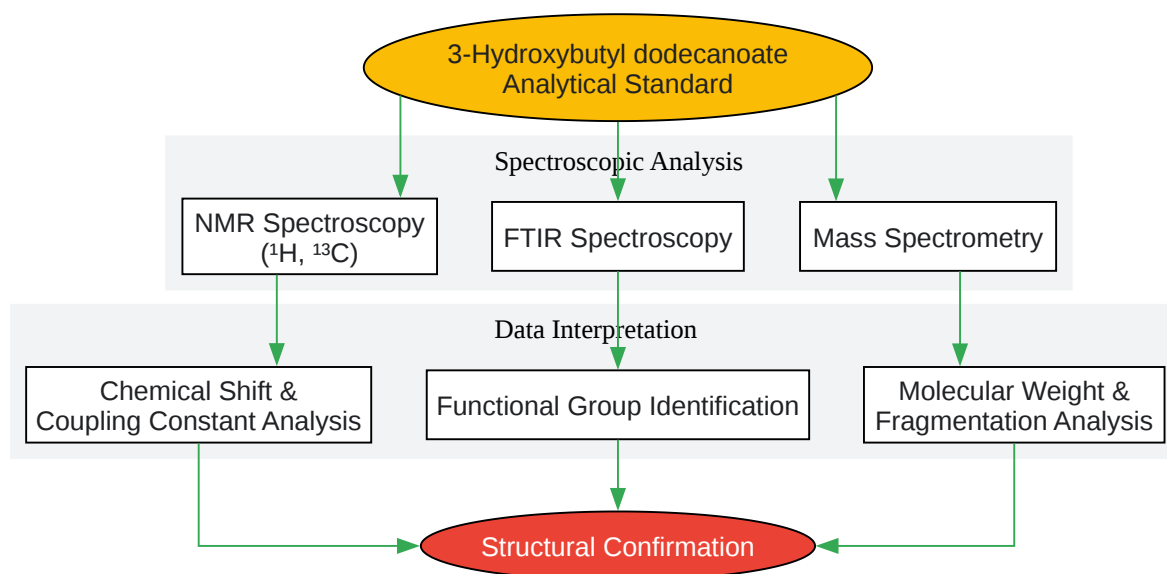 3-Hydroxybutyl dodecanoate
Analytical Standard
Spectroscopic Analysis
NMR Spectroscopy
(¹H, ¹³C)
FTIR Spectroscopy
Mass Spectrometry
Data Interpretation
Chemical Shift &
Coupling Constant Analysis
Functional Group Identification
Molecular Weight &
Fragmentation Analysis
Structural Confirmation